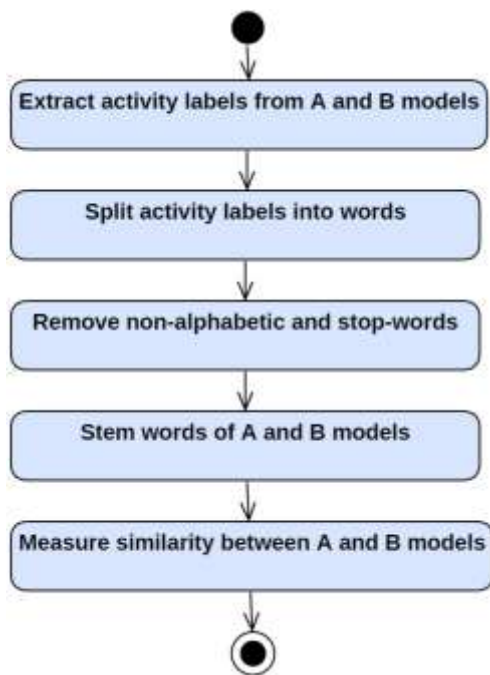 Extract activity labels from A and B models
Split activity labels into words
Remove non-alphabetic and stop-words
Stem words of A and B models
Measure similarity between A and B models